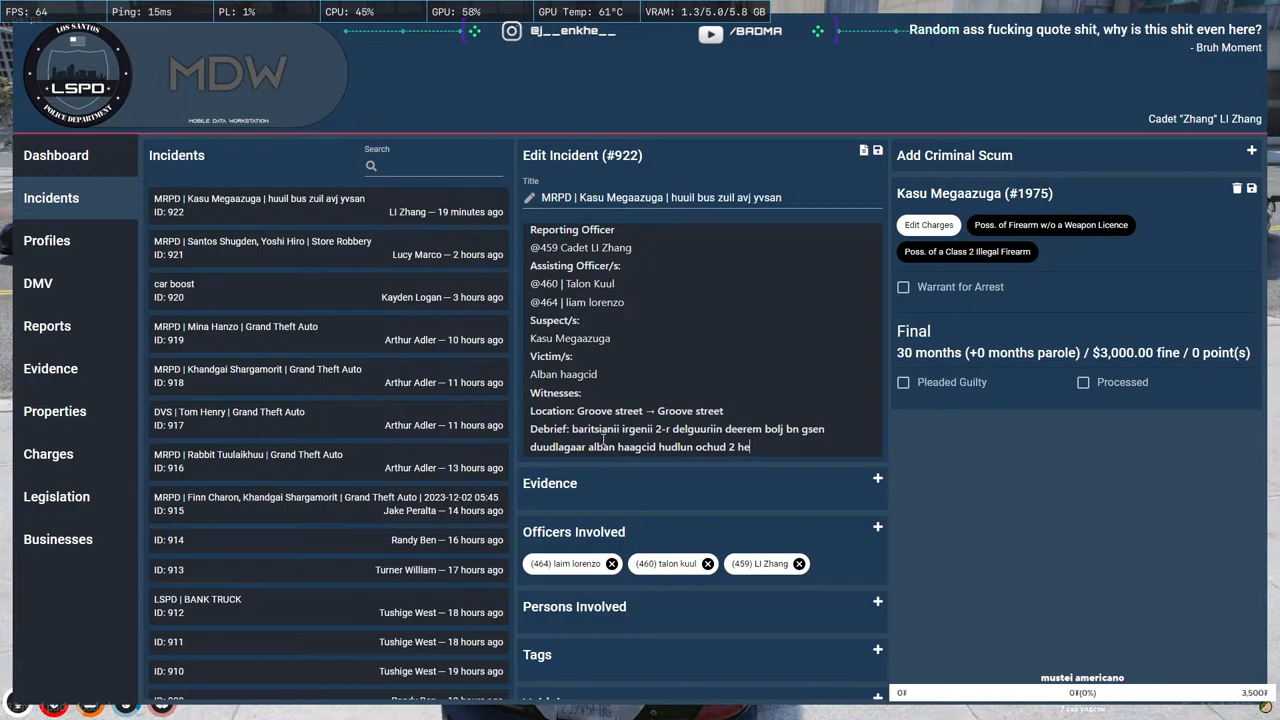 PS: 64
Ping: 15ms
PL: 1%
CPU: 45%
GPU: 58%
GPU Temp: 61°C
VRAM: 1.3/5.0/5.8 GB
LOS SANTOS
LSPD
POLICE DEPARTMENT
MDW
MOBILE DATA WORKSTATION
@j__enkhe__
/BADMA
Random ass fucking quote shit, why is this shit even here?
- Bruh Moment
Cadet "Zhang" LI Zhang
Dashboard
Incidents
Profiles
DMV
Reports
Evidence
Properties
Charges
Legislation
Businesses
Incidents
Search
MRPD | Kasu Megaazuga | huuil bus zuil avj yvsan
ID: 922 LI Zhang — 19 minutes ago
MRPD | Santos Shugden, Yoshi Hiro | Store Robbery
ID: 921 Lucy Marco — 2 hours ago
car boost
ID: 920 Kayden Logan — 3 hours ago
MRPD | Mina Hanzo | Grand Theft Auto
ID: 919 Arthur Adler — 10 hours ago
MRPD | Khandgai Shargamorit | Grand Theft Auto
ID: 918 Arthur Adler — 11 hours ago
DVS | Tom Henry | Grand Theft Auto
ID: 917 Arthur Adler — 11 hours ago
MRPD | Rabbit Tuulaikhuu | Grand Theft Auto
ID: 916 Arthur Adler — 13 hours ago
MRPD | Finn Charon, Khandgai Shargamorit | Grand Theft Auto | 2023-12-02 05:45
ID: 915 Jake Peralta — 14 hours ago
ID: 914 Randy Ben — 16 hours ago
ID: 913 Turner William — 17 hours ago
LSPD | BANK TRUCK
ID: 912 Tushige West — 18 hours ago
ID: 911 Tushige West — 18 hours ago
ID: 910 Tushige West — 19 hours ago
Edit Incident (#922)
Title
MRPD | Kasu Megaazuga | huuil bus zuil avj yvsan
Reporting Officer
@459 Cadet LI Zhang
Assisting Officer/s:
@460 | Talon Kuul
@464 | liam lorenzo
Suspect/s:
Kasu Megaazuga
Victim/s:
Alban haagcid
Witnesses:
Location: Groove street → Groove street
Debrief: baritsianii irgenii 2-r delguuriin deerem bolj bn gsen
duudlagaar alban haagcid hudlun ochud 2 he
Evidence
Officers Involved
(464) laim lorenzo
(460) talon kuul
(459) LI Zhang
Persons Involved
Tags
Add Criminal Scum
Kasu Megaazuga (#1975)
Edit Charges
Poss. of Firearm w/o a Weapon Licence
Poss. of a Class 2 Illegal Firearm
Warrant for Arrest
Final
30 months (+0 months parole) / $3,000.00 fine / 0 point(s)
Pleaded Guilty
Processed
mustei americano
0₮ 0₮(0%) 3,500₮